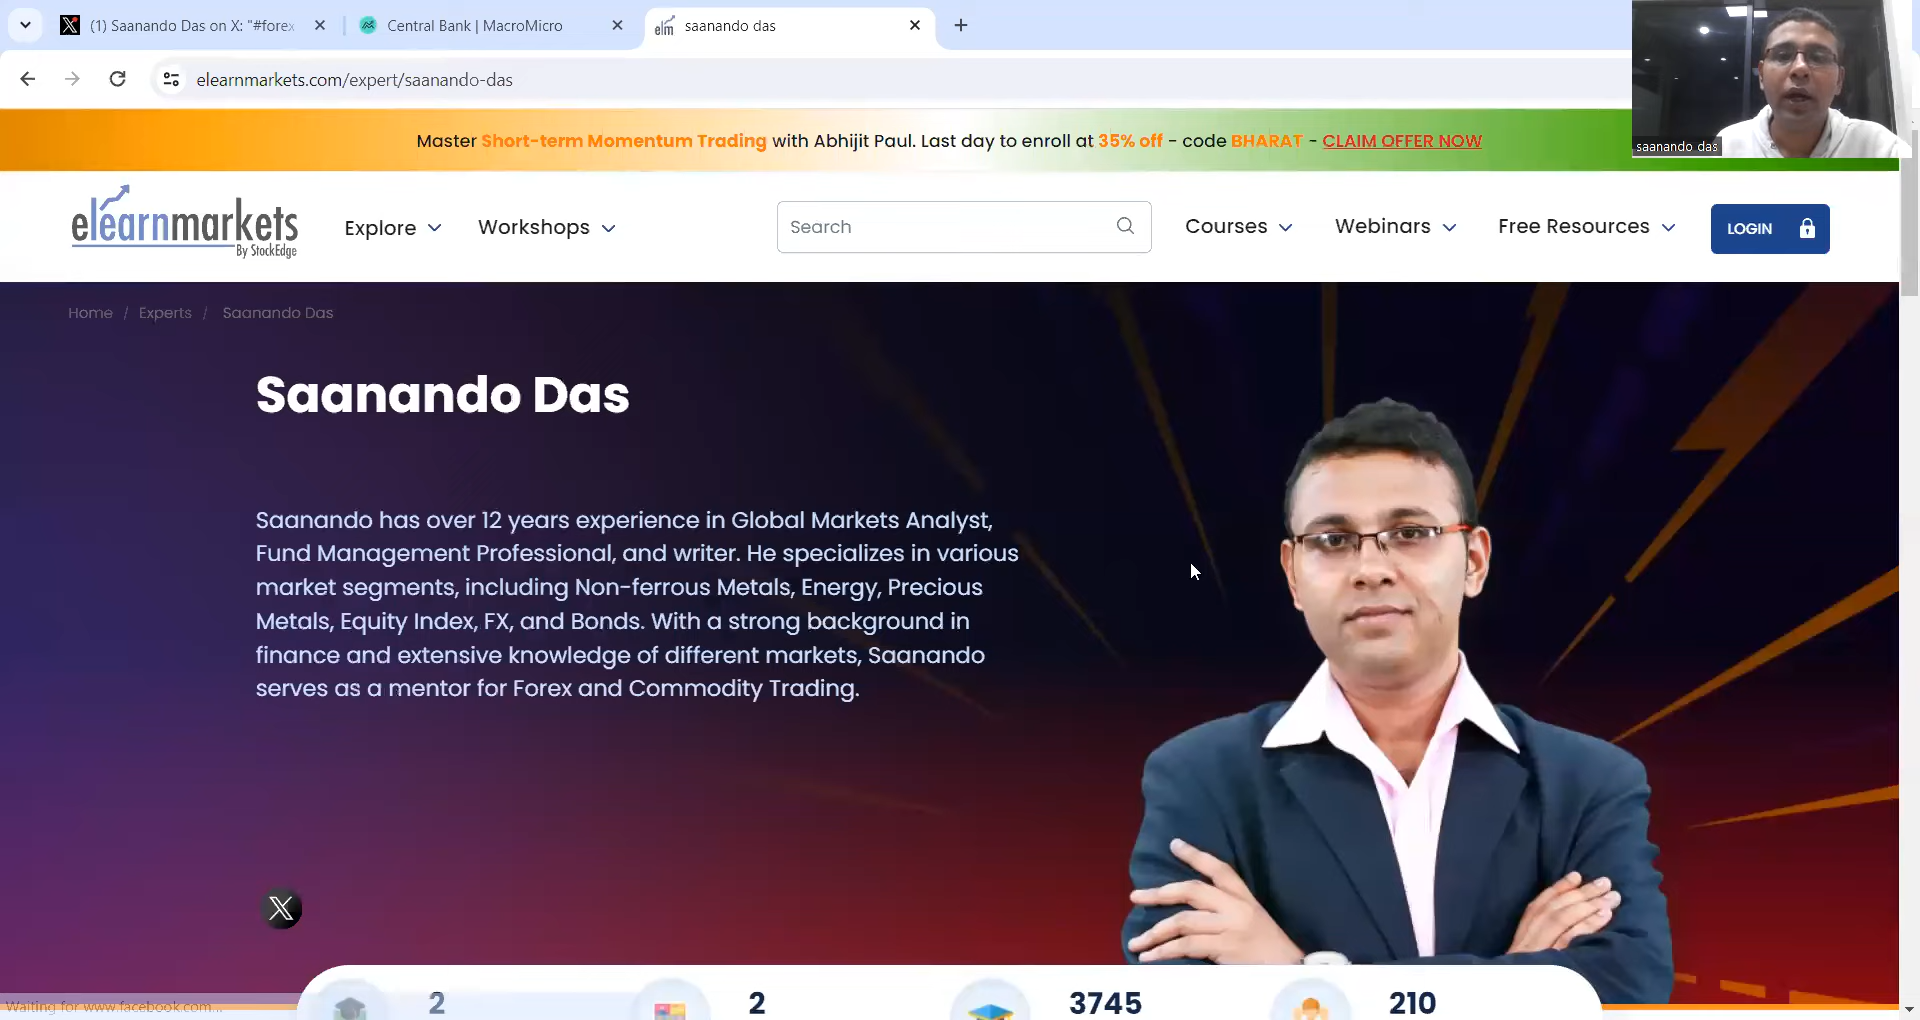 (1) Saanando Das on X: "#forex
Central Bank | MacroMicro
saanando das
elearnmarkets.com/expert/saanando-das
saanando das
Master Short-term Momentum Trading with Abhijit Paul. Last day to enroll at 35% off - code BHARAT - CLAIM OFFER NOW
elearnmarkets
By StockEdge
Explore
Workshops
Search
Courses
Webinars
Free Resources
LOGIN
Home / Experts / Saanando Das
Saanando Das
Saanando has over 12 years experience in Global Markets Analyst,
Fund Management Professional, and writer. He specializes in various
market segments, including Non-ferrous Metals, Energy, Precious
Metals, Equity Index, FX, and Bonds. With a strong background in
finance and extensive knowledge of different markets, Saanando
serves as a mentor for Forex and Commodity Trading.
2
2
3745
210
Waiting for www.facebook.com...